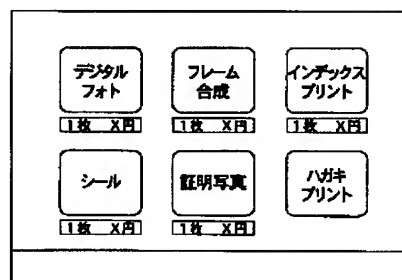 デジタル
フォト
フレーム
合成
インデックス
プリント
1枚 X円
1枚 X円
1枚 X円
シール
証明写真
ハガキ
プリント
1枚 X円
1枚 X円